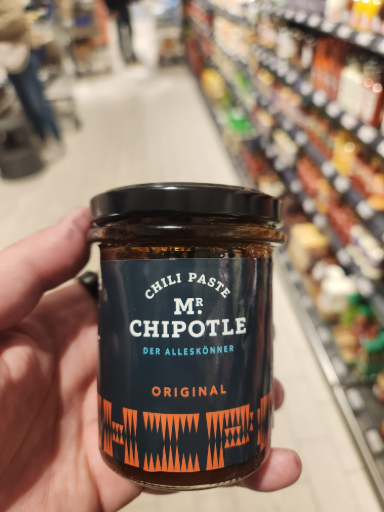 CHILI PASTE
MR.
CHIPOTLE
DER ALLESKÖNNER
ORIGINAL